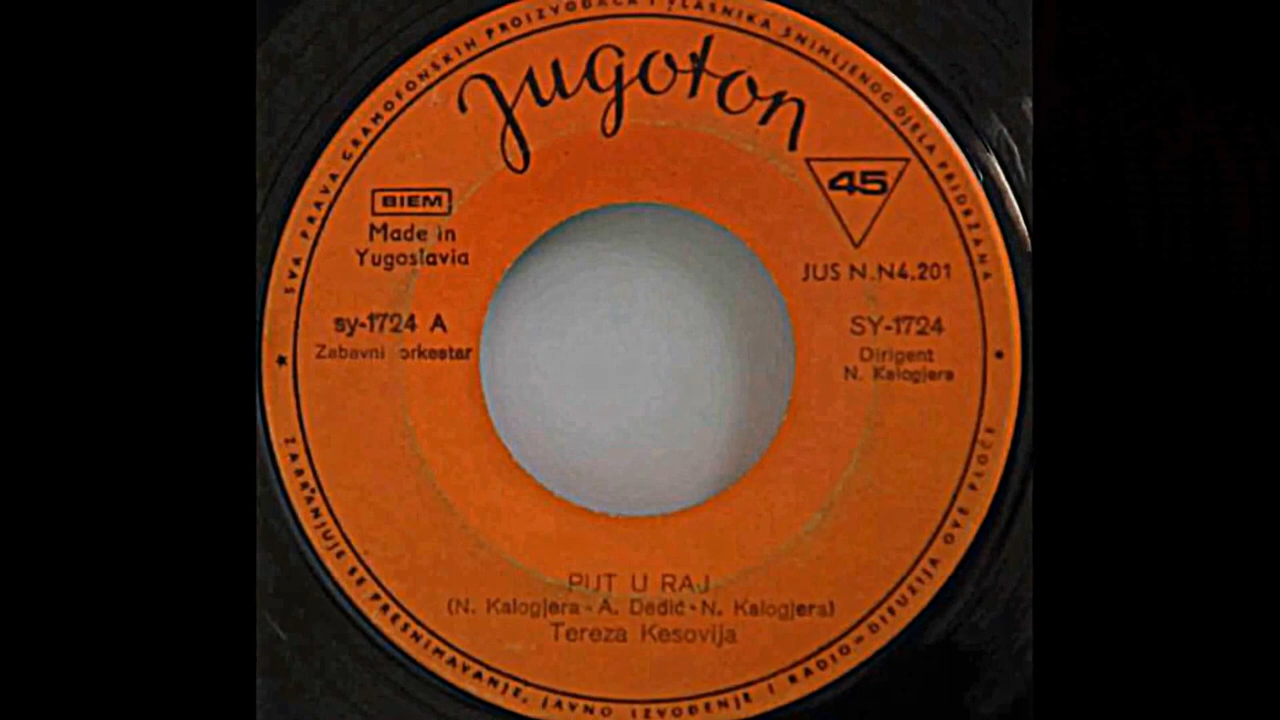 SVA PRAVA GRAMOFONSKIH PROIZVOĐAČA I VLASNIKA SNIMLJENOG DJELA PRIDRŽANA
Jugoton
45
BIEM
Made in
Yugoslavia
JUS N.N4.201
sy-1724 A
SY-1724
Zabavni orkestar
Dirigent
N. Kalogjera
PUT U RAJ
(N. Kalogjera - A. Dedić - N. Kalogjera)
Tereza Kesovija
ZABRANJUJE SE PRESNIMAVANJE, JAVNO IZVOĐENJE I RADIO-DIFUZIJA OVE PLOČE